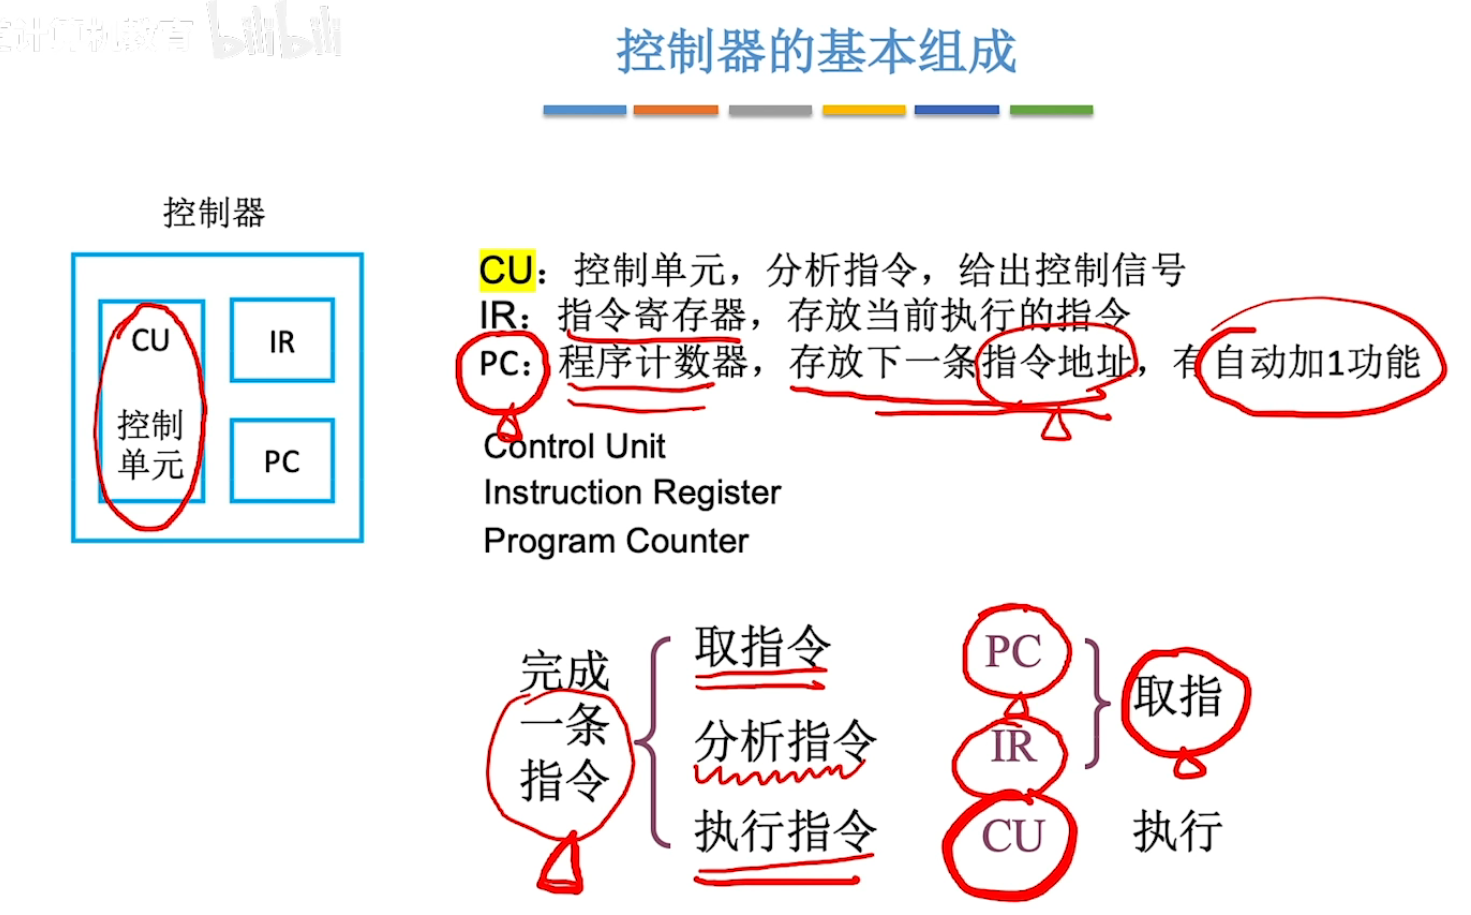 计算机教育 bilibili
控制器的基本组成
控制器
CU
控制
单元
IR
PC
CU：控制单元，分析指令，给出控制信号
IR：指令寄存器，存放当前执行的指令
PC：程序计数器，存放下一条指令地址，有自动加1功能
Control Unit
Instruction Register
Program Counter
完成
一条
指令
取指令
分析指令
执行指令
PC
IR
CU
取指
执行